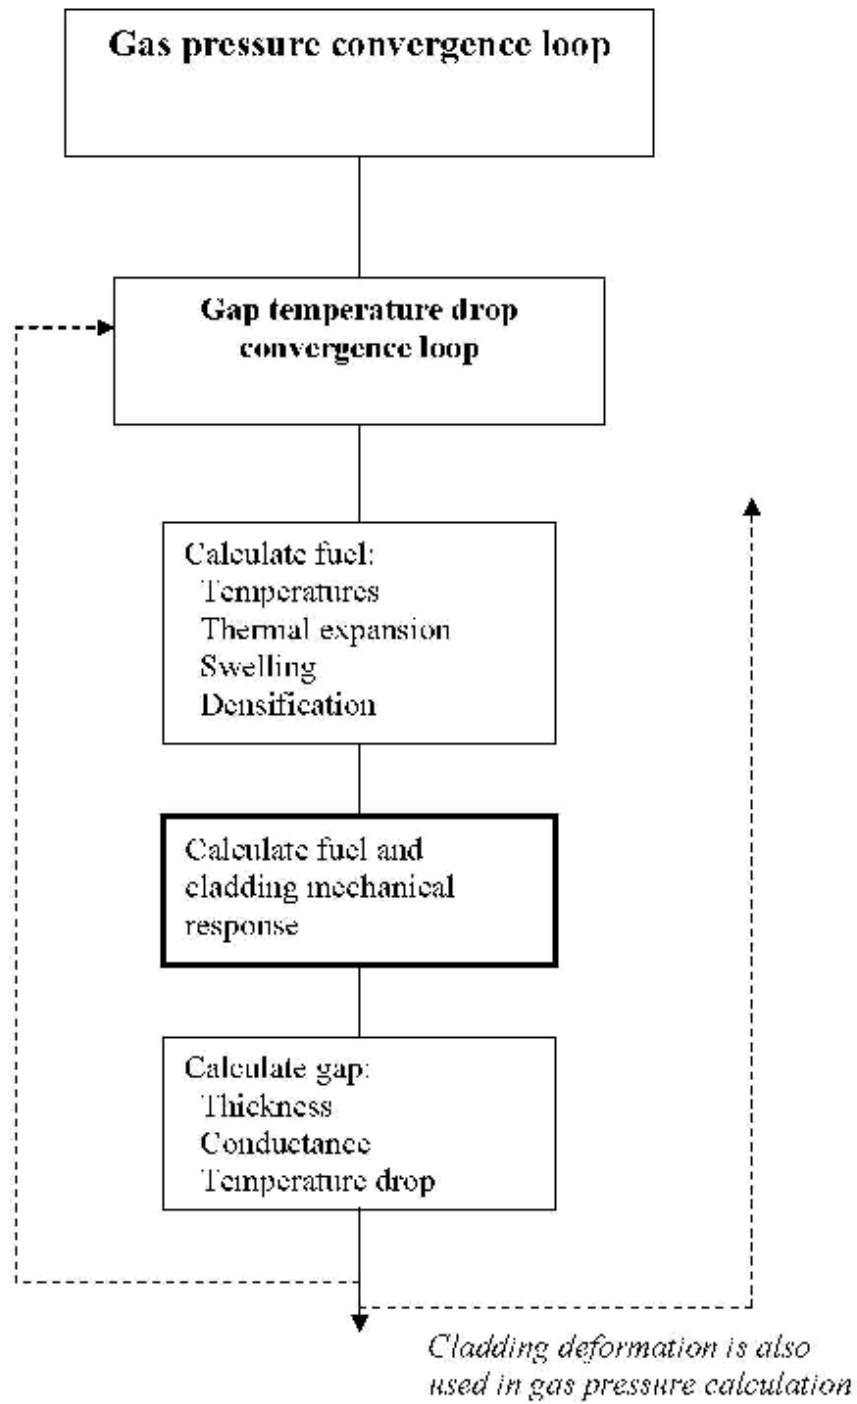 Gas pressure convergence loop
Gap temperature drop
convergence loop
Calculate fuel:
Temperatures
Thermal expansion
Swelling
Densification
Calculate fuel and
cladding mechanical
response
Calculate gap:
Thickness
Conductance
Temperature drop
Cladding deformation is also
used in gas pressure calculation